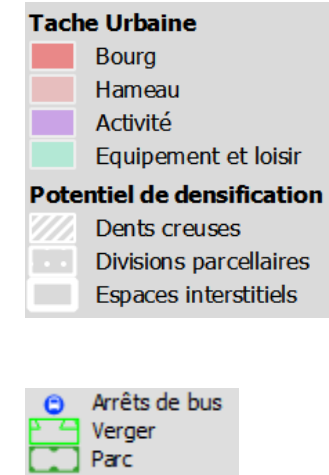 Tache Urbaine
Bourg
Hameau
Activité
Equipement et loisir
Potentiel de densification
Dents creuses
Divisions parcellaires
Espaces interstitiels
Arrêts de bus
Verger
Parc